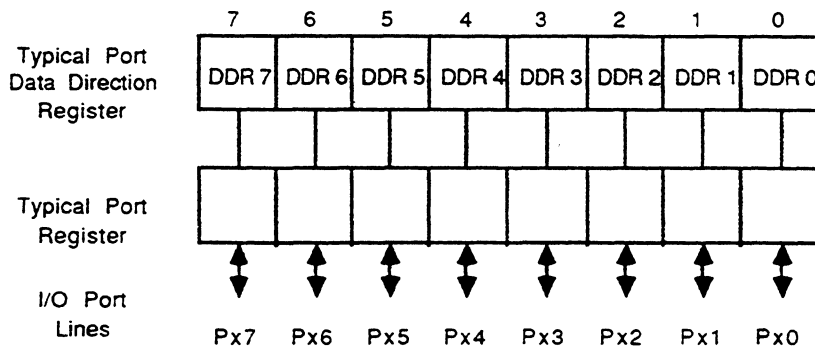 7 6 5 4 3 2 1 0
Typical Port
Data Direction
Register
DDR 7 DDR 6 DDR 5 DDR 4 DDR 3 DDR 2 DDR 1 DDR 0
Typical Port
Register
I/O Port
Lines
Px7 Px6 Px5 Px4 Px3 Px2 Px1 Px0